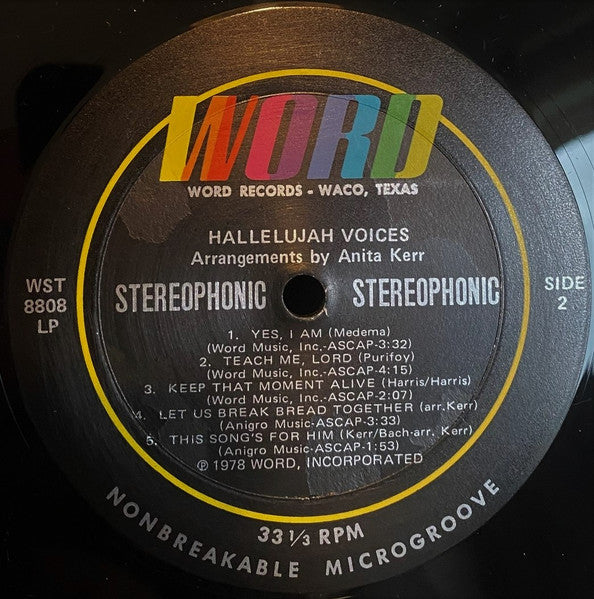 WORD
WORD RECORDS - WACO, TEXAS
HALLELUJAH VOICES
Arrangements by Anita Kerr
WST
8808
LP
STEREOPHONIC STEREOPHONIC
SIDE
2
1. YES, I AM (Medema)
(Word Music, Inc.-ASCAP-3:32)
2. TEACH ME, LORD (Purifoy)
(Word Music, Inc.-ASCAP-4:15)
3. KEEP THAT MOMENT ALIVE (Harris/Harris)
(Word Music, Inc.-ASCAP-2:07)
4. LET US BREAK BREAD TOGETHER (arr. Kerr)
(Anigro Music-ASCAP-3:33)
5. THIS SONG'S FOR HIM (Kerr/Bach-arr. Kerr)
(Anigro Music-ASCAP-1:53)
℗ 1978 WORD, INCORPORATED
33 1/3 RPM
NONBREAKABLE MICROGROOVE